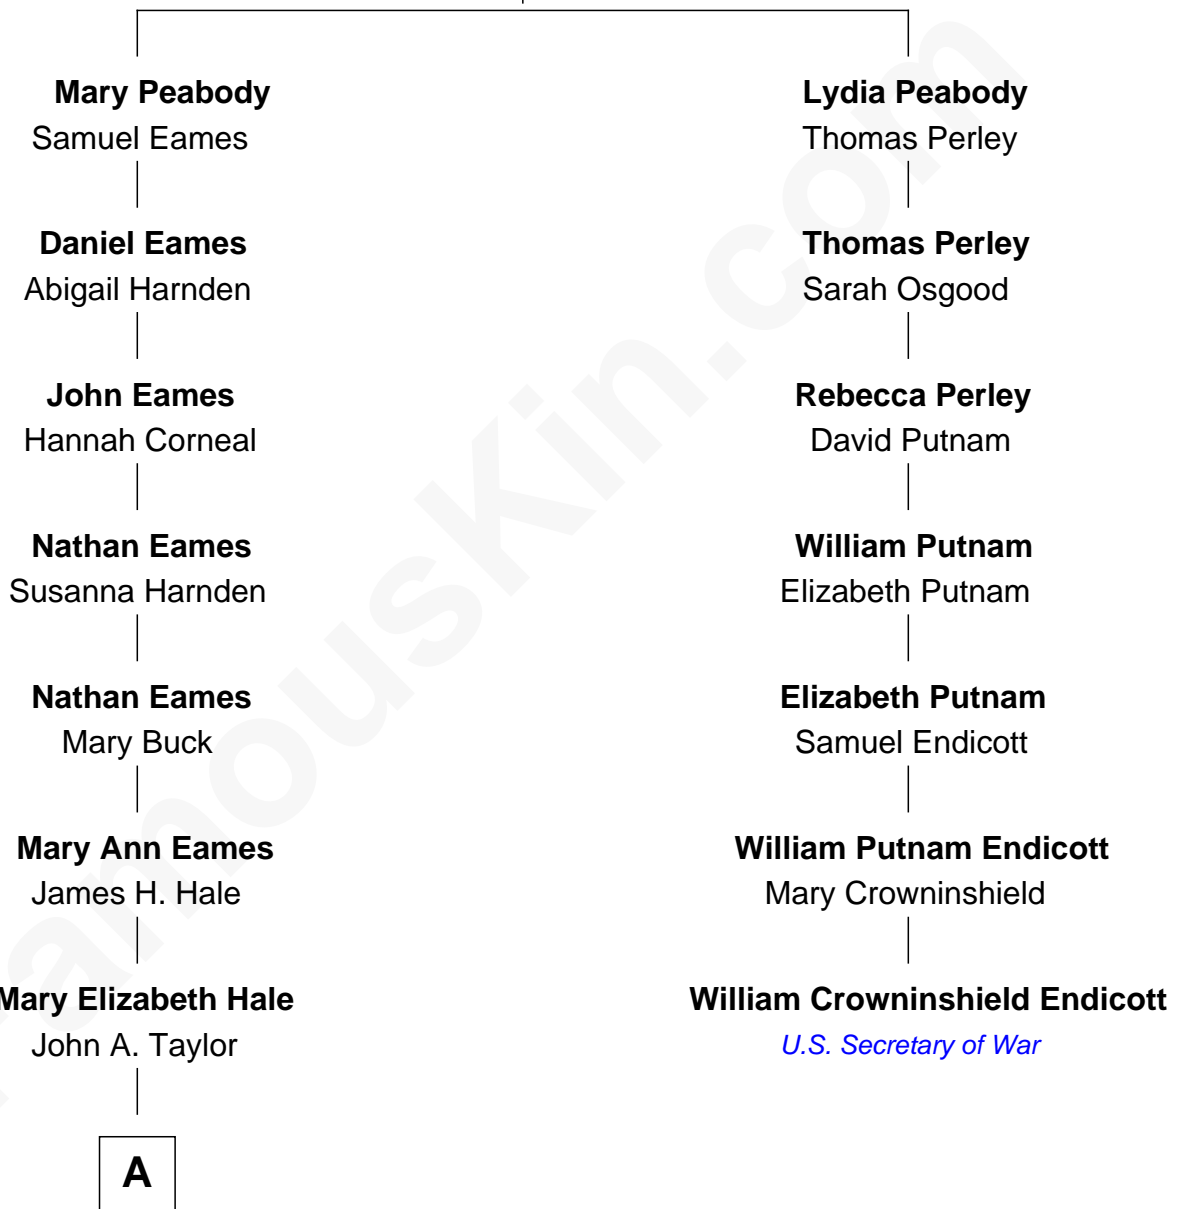 Mary Peabody
Samuel Eames
Lydia Peabody
Thomas Perley
Daniel Eames
Abigail Harnden
Thomas Perley
Sarah Osgood
John Eames
Hannah Corneal
Rebecca Perley
David Putnam
Nathan Eames
Susanna Harnden
William Putnam
Elizabeth Putnam
Nathan Eames
Mary Buck
Elizabeth Putnam
Samuel Endicott
Mary Ann Eames
James H. Hale
William Putnam Endicott
Mary Crowninshield
Mary Elizabeth Hale
John A. Taylor
William Crowninshield Endicott
U.S. Secretary of War
A
FamousKin.com